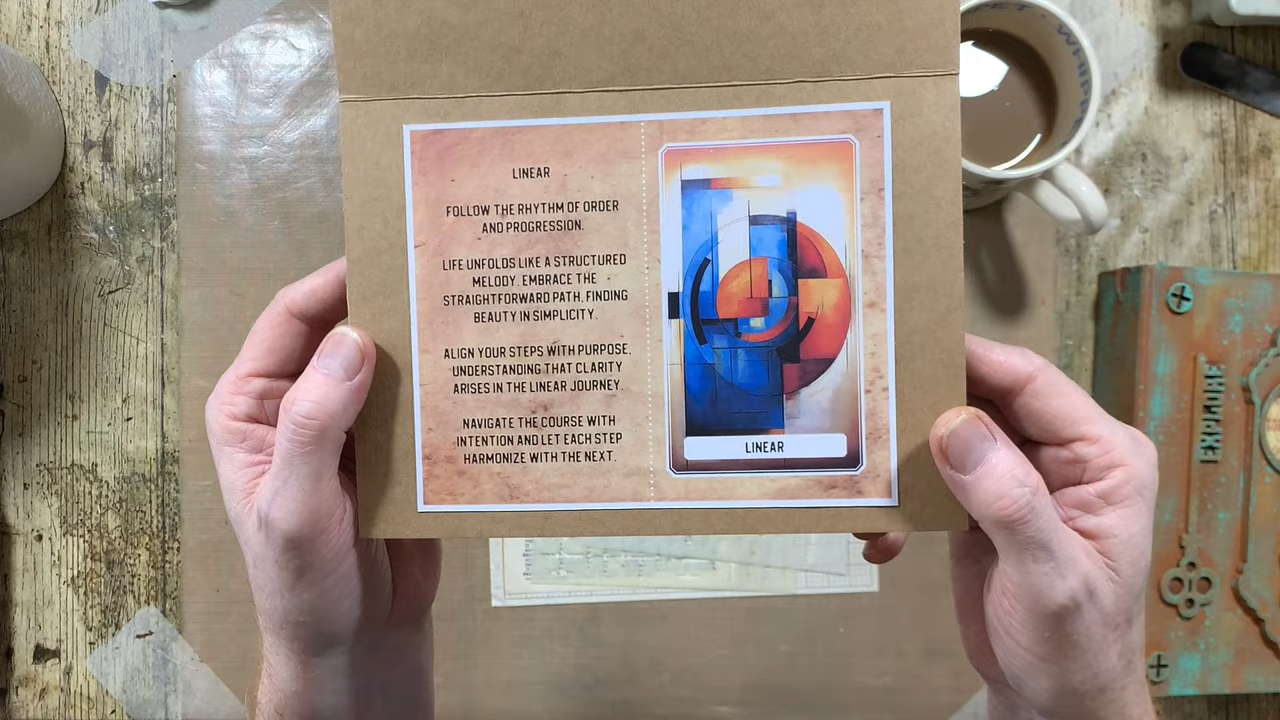 LINEAR
FOLLOW THE RHYTHM OF ORDER
AND PROGRESSION.
LIFE UNFOLDS LIKE A STRUCTURED
MELODY. EMBRACE THE
STRAIGHTFORWARD PATH, FINDING
BEAUTY IN SIMPLICITY.
ALIGN YOUR STEPS WITH PURPOSE,
UNDERSTANDING THAT CLARITY
ARISES IN THE LINEAR JOURNEY.
NAVIGATE THE COURSE WITH
INTENTION AND LET EACH STEP
HARMONIZE WITH THE NEXT.
LINEAR
EXPLORE